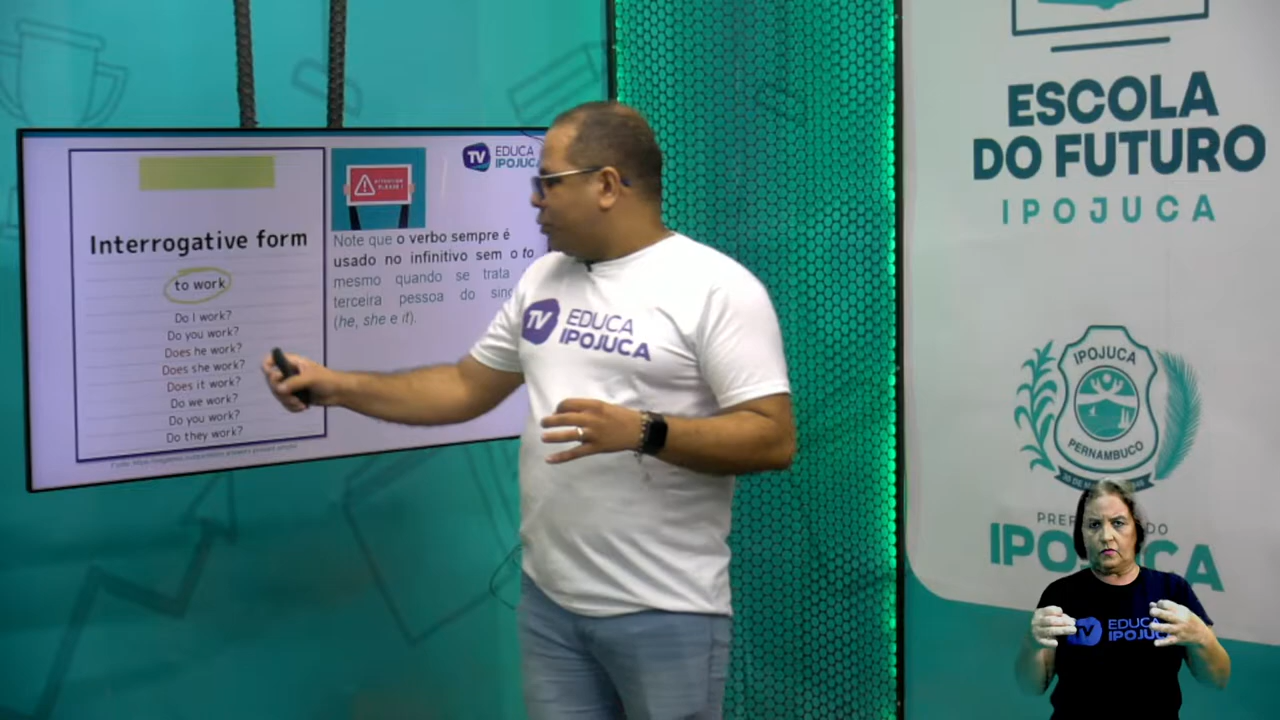 ESCOLA
DO FUTURO
IPOJUCA
TV EDUCA
IPOJUCA
ATTENTION
PLEASE!
Interrogative form
to work
Do I work?
Do you work?
Does he work?
Does she work?
Does it work?
Do we work?
Do you work?
Do they work?
Note que o verbo sempre é
usado no infinitivo sem o to
mesmo quando se trata
terceira pessoa do
(he, she e it).
TV EDUCA
IPOJUCA
IPOJUCA
PERNAMBUCO
IPOJUCA
TV EDUCA